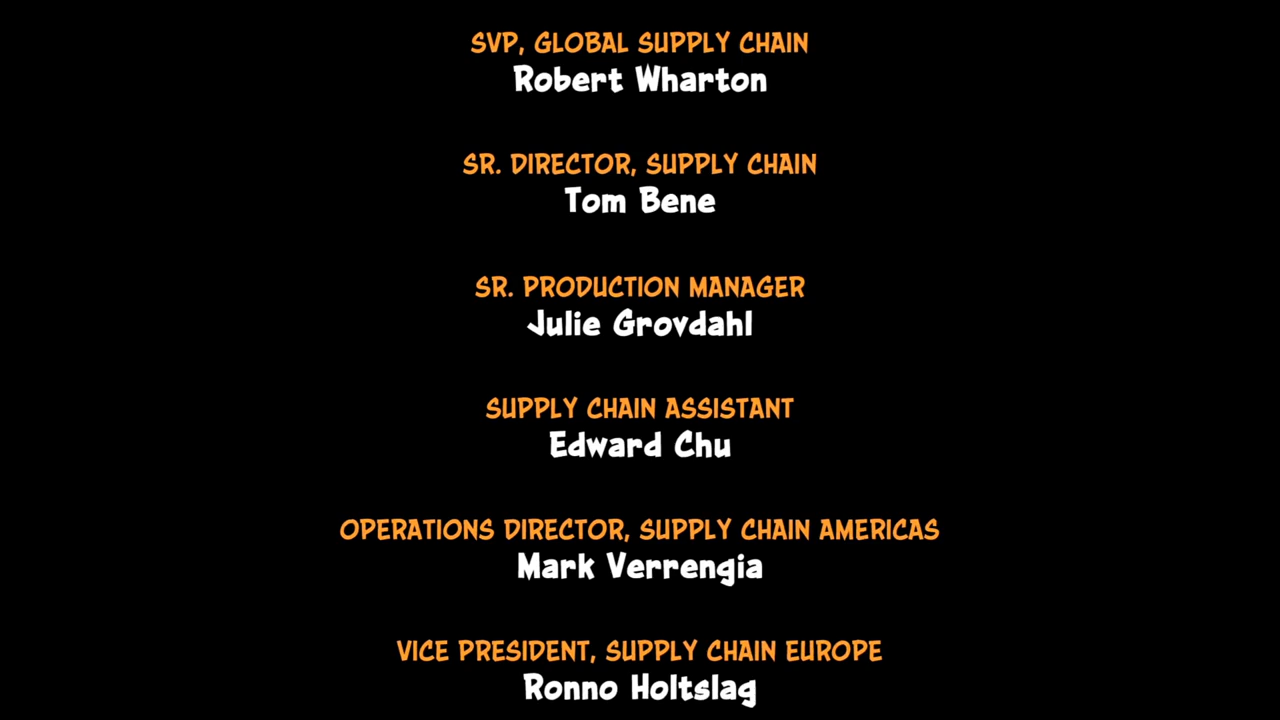 SVP, GLOBAL SUPPLY CHAIN
Robert Wharton
SR. DIRECTOR, SUPPLY CHAIN
Tom Bene
SR. PRODUCTION MANAGER
Julie Grovdahl
SUPPLY CHAIN ASSISTANT
Edward Chu
OPERATIONS DIRECTOR, SUPPLY CHAIN AMERICAS
Mark Verrengia
VICE PRESIDENT, SUPPLY CHAIN EUROPE
Ronno Holtslag